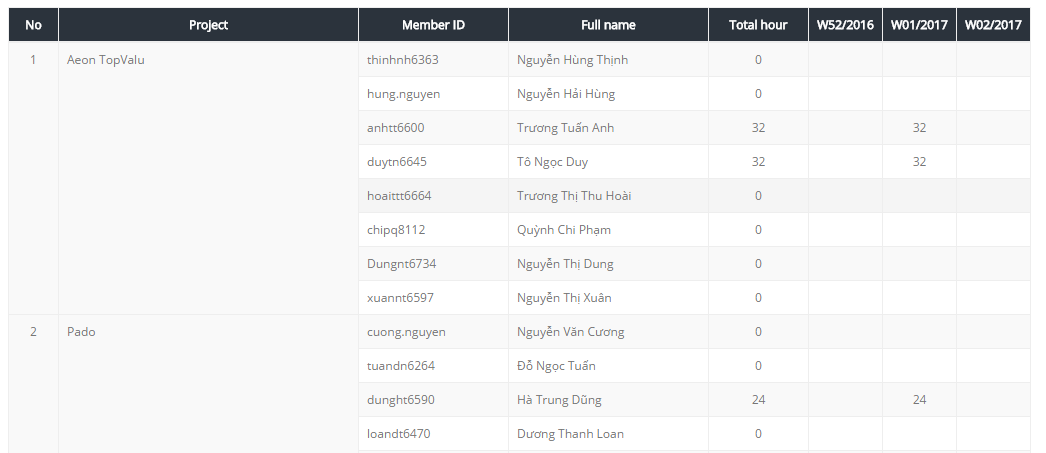 No Project Member ID Full name Total hour W52/2016 W01/2017 W02/2017
1 Aeon TopValu thinhnh6363 Nguyễn Hùng Thịnh 0
hung.nguyen Nguyễn Hải Hùng 0
anhtt6600 Trương Tuấn Anh 32 32
duytn6645 Tô Ngọc Duy 32 32
hoaittt6664 Trương Thị Thu Hoài 0
chipq8112 Quỳnh Chi Phạm 0
Dungnt6734 Nguyễn Thị Dung 0
xuannt6597 Nguyễn Thị Xuân 0
2 Pado cuong.nguyen Nguyễn Văn Cương 0
tuandn6264 Đỗ Ngọc Tuấn 0
dunght6590 Hà Trung Dũng 24 24
loandt6470 Dương Thanh Loan 0